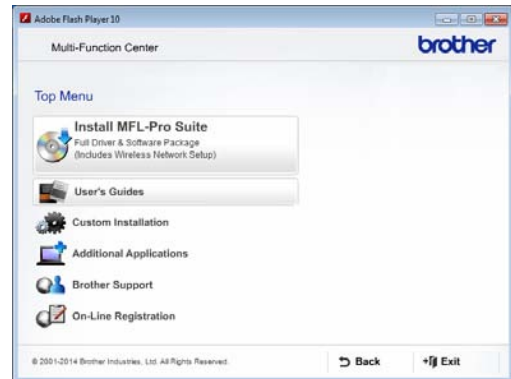 Adobe Flash Player 10
Multi-Function Center
brother
Top Menu
Install MFL-Pro Suite
Full Driver & Software Package
(Includes Wireless Network Setup)
User's Guides
Custom Installation
Additional Applications
Brother Support
On-Line Registration
© 2001-2014 Brother Industries, Ltd. All Rights Reserved.
Back
Exit